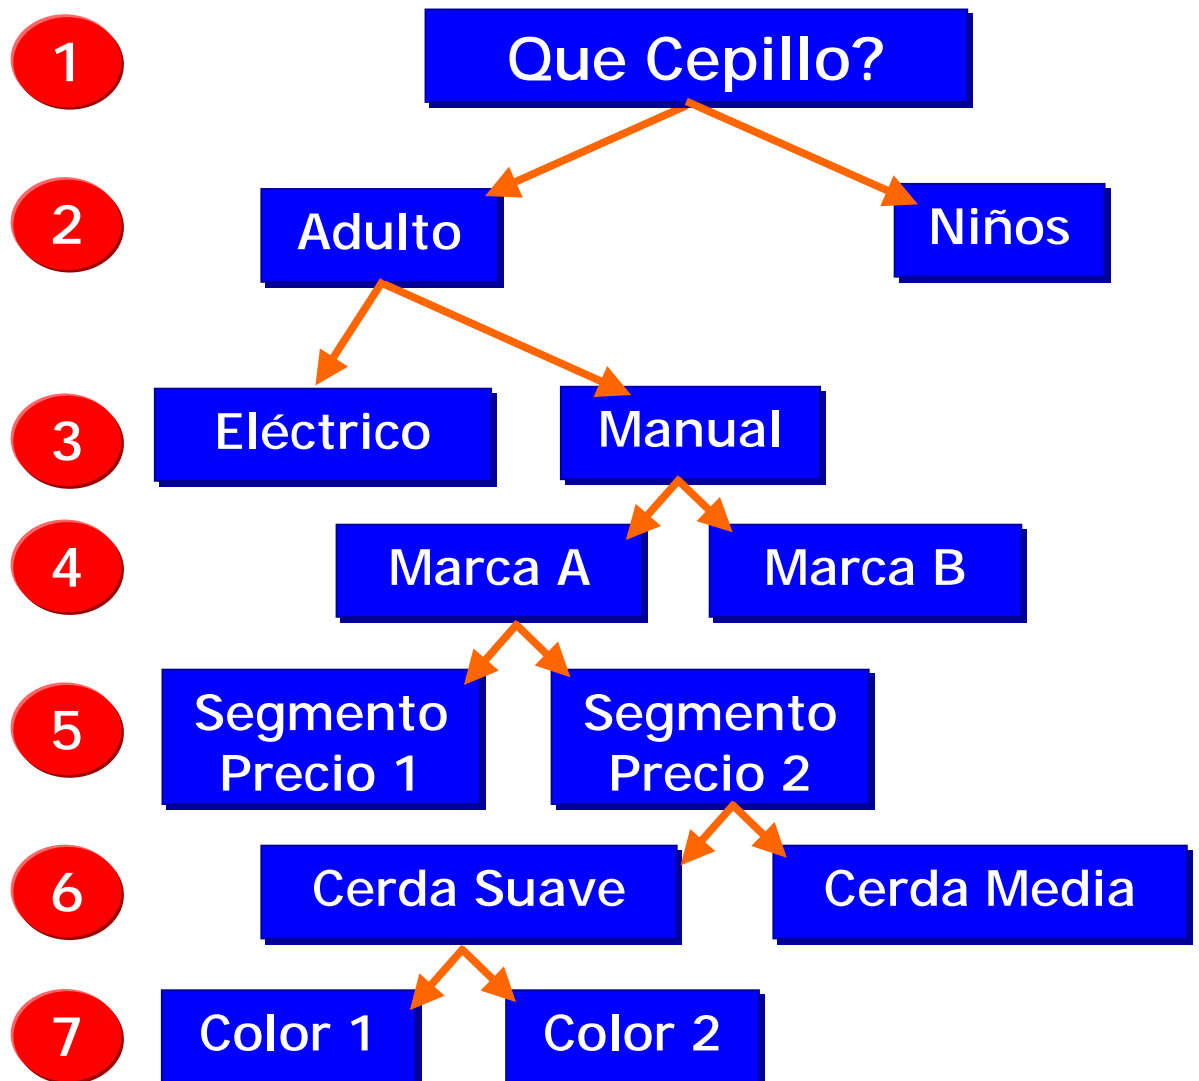 1
Que Cepillo?
2
Adulto
Niños
3
Eléctrico
Manual
4
Marca A
Marca B
5
Segmento
Precio 1
Segmento
Precio 2
6
Cerda Suave
Cerda Media
7
Color 1
Color 2